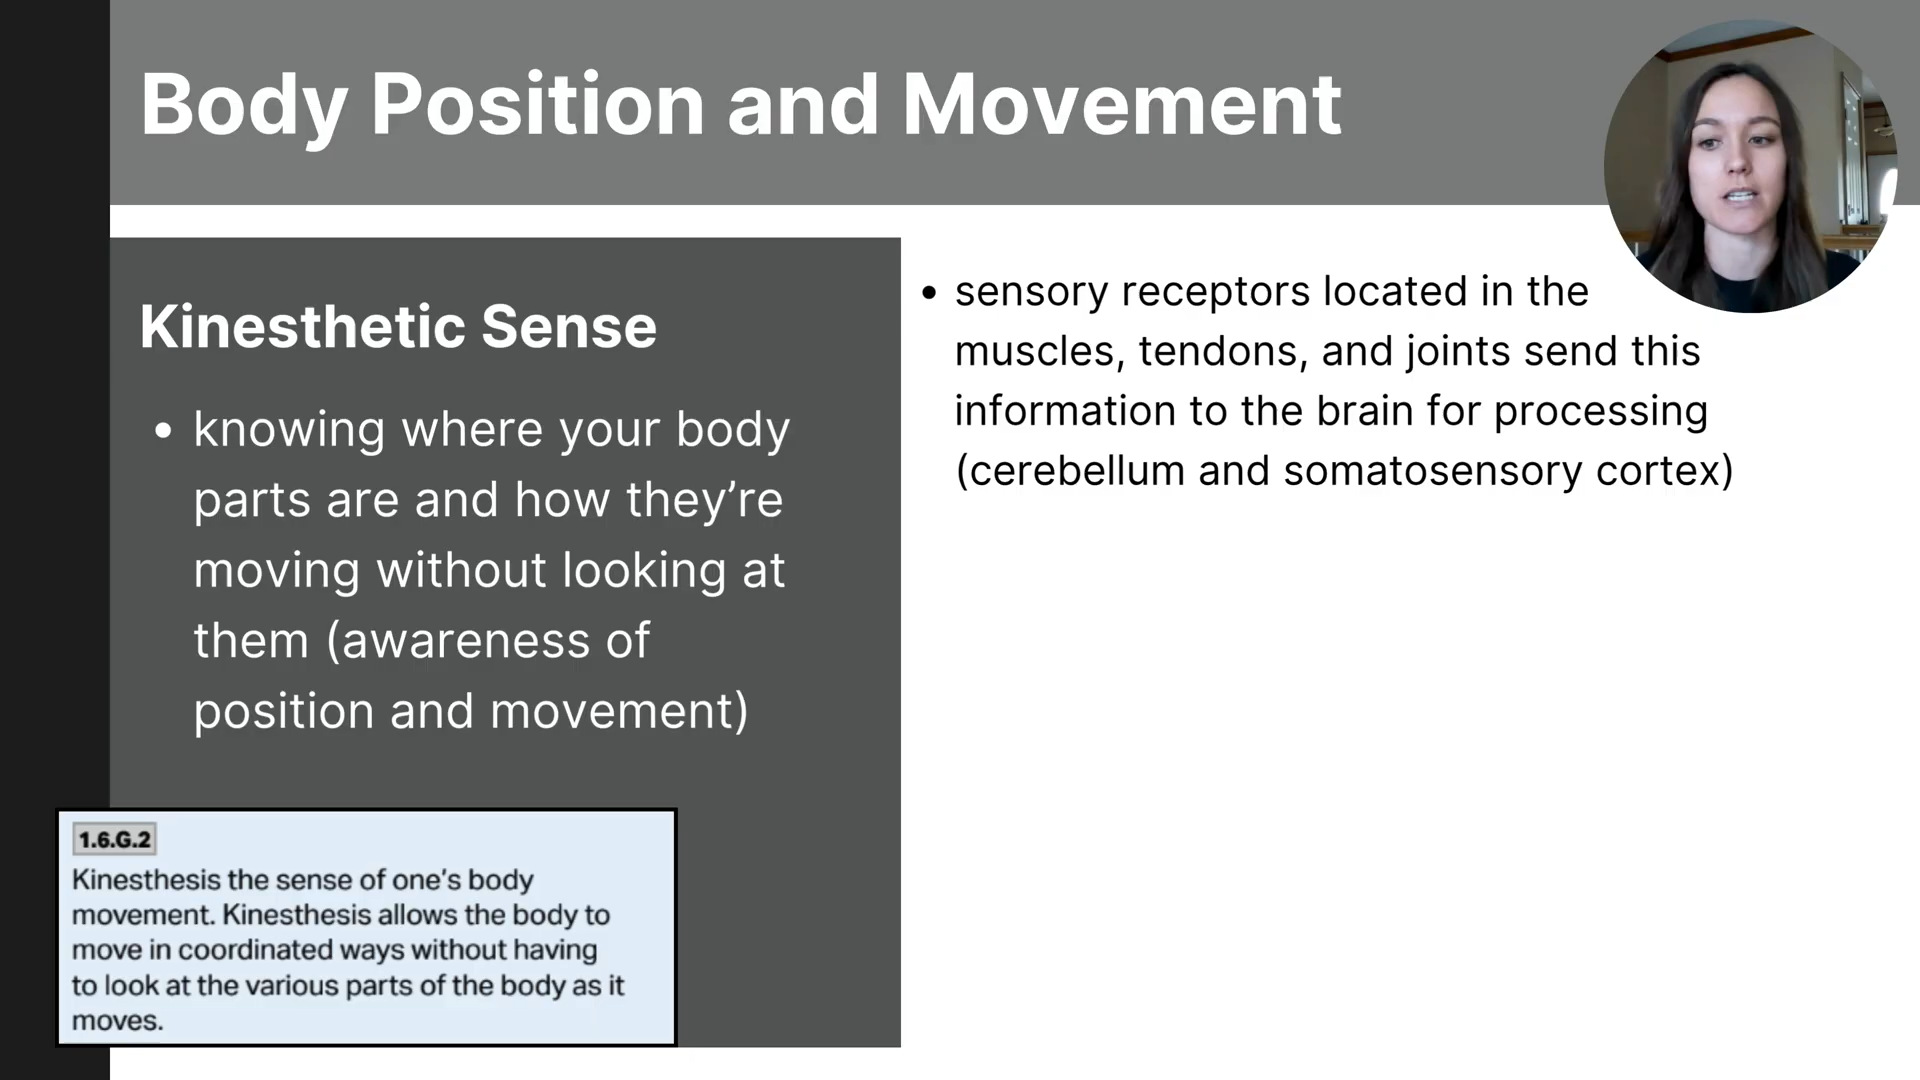 Body Position and Movement
Kinesthetic Sense
• knowing where your body
parts are and how they’re
moving without looking at
them (awareness of
position and movement)
1.6.G.2
Kinesthesis the sense of one's body
movement. Kinesthesis allows the body to
move in coordinated ways without having
to look at the various parts of the body as it
moves.
• sensory receptors located in the
muscles, tendons, and joints send this
information to the brain for processing
(cerebellum and somatosensory cortex)